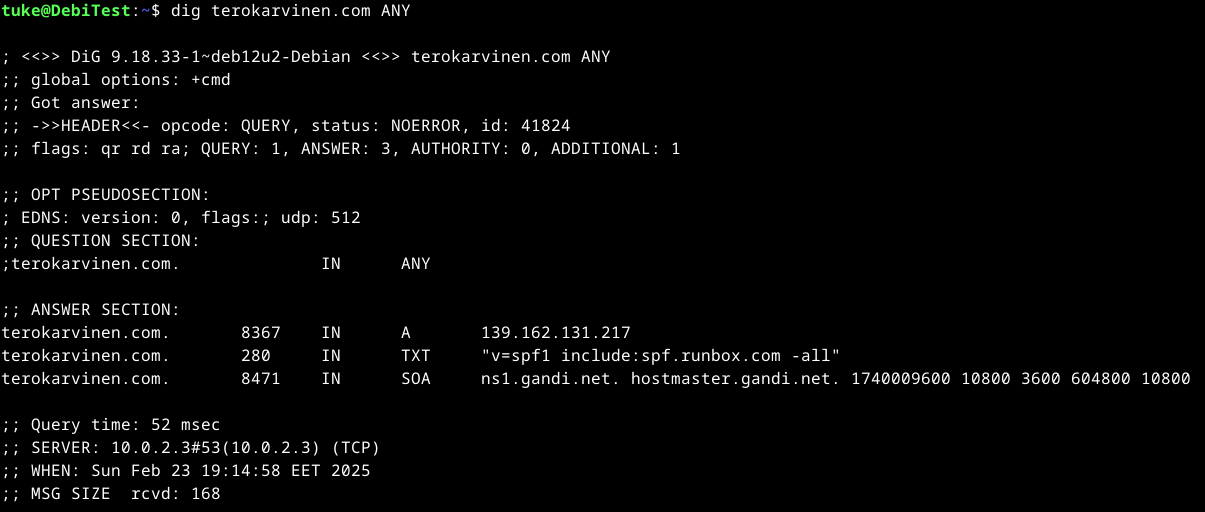 tuke@DebiTest:~$ dig terokarvinen.com ANY
; <<>> DiG 9.18.33-1~deb12u2-Debian <<>> terokarvinen.com ANY
;; global options: +cmd
;; Got answer:
;; ->>HEADER<<- opcode: QUERY, status: NOERROR, id: 41824
;; flags: qr rd ra; QUERY: 1, ANSWER: 3, AUTHORITY: 0, ADDITIONAL: 1
;; OPT PSEUDOSECTION:
; EDNS: version: 0, flags:; udp: 512
;; QUESTION SECTION:
;terokarvinen.com. IN ANY
;; ANSWER SECTION:
terokarvinen.com. 8367 IN A 139.162.131.217
terokarvinen.com. 280 IN TXT "v=spf1 include:spf.runbox.com -all"
terokarvinen.com. 8471 IN SOA ns1.gandi.net. hostmaster.gandi.net. 1740009600 10800 3600 604800 10800
;; Query time: 52 msec
;; SERVER: 10.0.2.3#53(10.0.2.3) (TCP)
;; WHEN: Sun Feb 23 19:14:58 EET 2025
;; MSG SIZE rcvd: 168